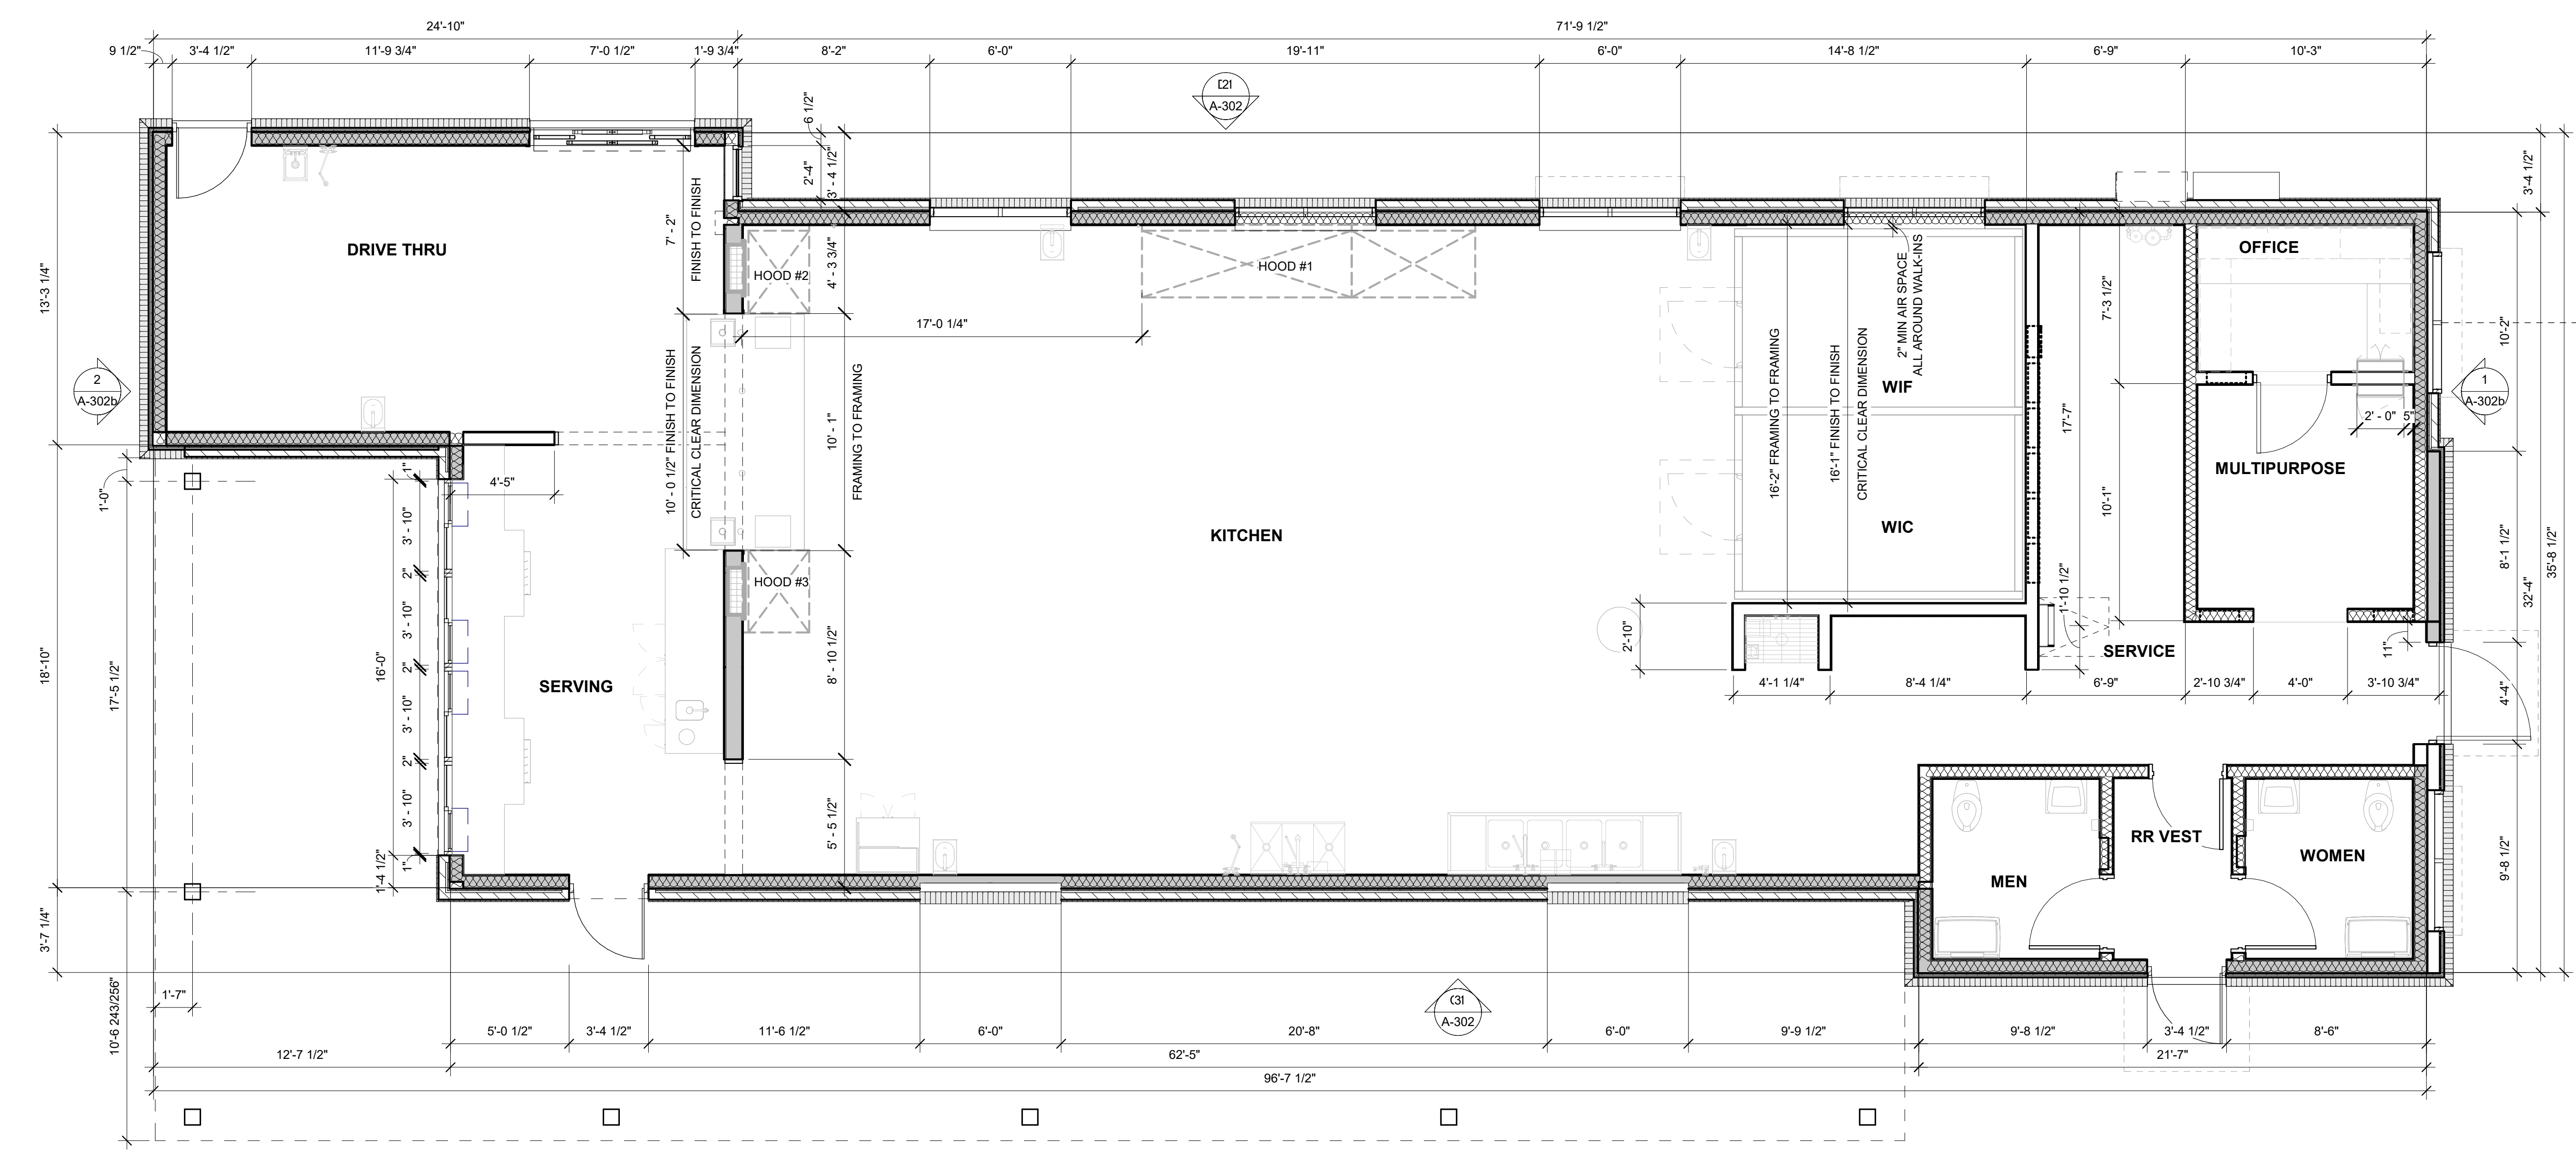 24'-10"
71'-9 1/2"
9 1/2"
3'-4 1/2"
11'-9 3/4"
7'-0 1/2"
1'-9 3/4"
8'-2"
6'-0"
19'-11"
6'-0"
14'-8 1/2"
6'-9"
10'-3"
A-302
6 1/2"
2'-4"
3' - 4 1/2"
3'-4 1/2"
13'-3 1/4"
DRIVE THRU
7' - 2"
FINISH TO FINISH
HOOD #2
4' - 3 3/4"
HOOD #1
17'-0 1/4"
10' - 0 1/2" FINISH TO FINISH
CRITICAL CLEAR DIMENSION
10' - 1"
FRAMING TO FRAMING
16'-2" FRAMING TO FRAMING
16'-1" FINISH TO FINISH
CRITICAL CLEAR DIMENSION
2" MIN AIR SPACE
ALL AROUND WALK-INS
WIF
WIC
17'-7"
7'-3 1/2"
10'-1"
1'-10 1/2"
OFFICE
10'-2"
2
A-302b
1
A-302b
2' - 0"
5"
MULTIPURPOSE
1'-0"
1"
4'-5"
3' - 10"
2"
3' - 10"
2"
3' - 10"
2"
3' - 10"
1"
16'-0"
1'-4 1/2"
18'-10"
17'-5 1/2"
KITCHEN
HOOD #3
8' - 10 1/2"
5' - 5 1/2"
SERVING
2'-10"
4'-1 1/4"
8'-4 1/4"
6'-9"
2'-10 3/4"
4'-0"
3'-10 3/4"
SERVICE
11"
8'-1 1/2"
32'-4"
35'-8 1/2"
4'-4"
9'-8 1/2"
RR VEST
MEN
WOMEN
3'-7 1/4"
1'-7"
10'-6 243/256"
A-302
5'-0 1/2"
3'-4 1/2"
11'-6 1/2"
6'-0"
20'-8"
6'-0"
9'-9 1/2"
9'-8 1/2"
3'-4 1/2"
8'-6"
12'-7 1/2"
62'-5"
21'-7"
96'-7 1/2"